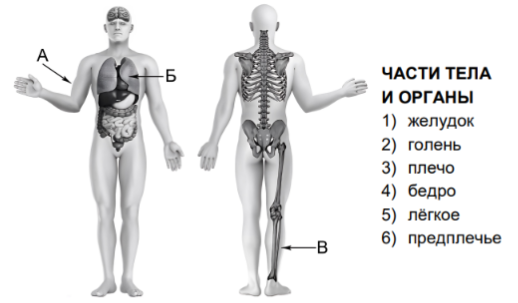 А
Б
В
ЧАСТИ ТЕЛА
И ОРГАНЫ
1) желудок
2) голень
3) плечо
4) бедро
5) лёгкое
6) предплечье